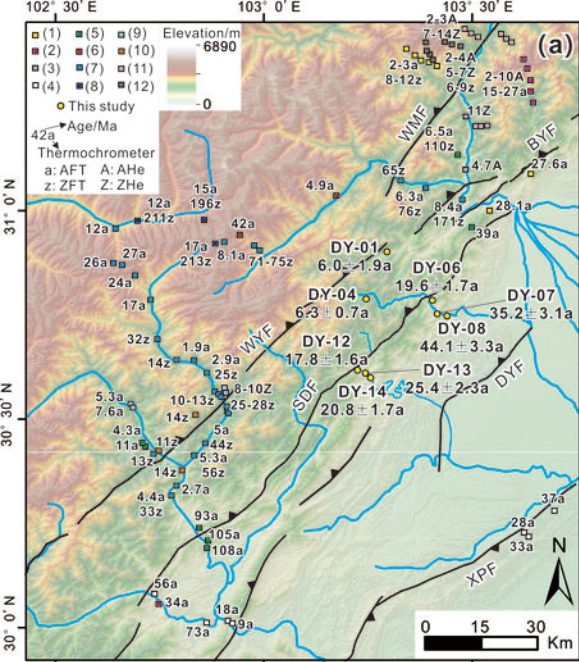 102° 30′ E
103° 0′ E
103° 30′ E
(1) (5) (9)
(2) (6) (10)
(3) (7) (11)
(4) (8) (12)
Elevation/m
6890
0
This study
42a
Age/Ma
Thermochrometer
a: AFT A: AHe
z: ZFT Z: ZHe
(a)
2-3A
7-14Z
2-4A
5-7Z
6-9z
2-3a
8-12z
2-10A
15-27a
WMF
11Z
6.5a
110z
BYF
4.7A
27.6a
65z
6.3a
76z
8.4a
171z
28.1a
39a
4.9a
15a
196z
12a
211z
12a
42a
17a
213z
8.1a
71-75z
27a
26a
24a
17a
31° 0′ N
DY-01
6.0±1.9a
DY-06
19.6±1.7a
DY-04
6.3±0.7a
DY-07
35.2±3.1a
DY-08
44.1±3.3a
DY-12
17.8±1.6a
DY-13
25.4±2.3a
DY-14
20.8±1.7a
WYF
SDF
DYF
32z
14z
1.9a
2.9a
25z
8-10Z
10-13z
25-28z
14z
5.3a
7.6a
4.3a
11a
11z
13z
5a
44z
5.3a
56z
14z
2.7a
4.4a
33z
30° 30′ N
93a
105a
108a
37a
28a
33a
XPF
56a
34a
18a
9a
73a
30° 0′ N
N
0 15 30
Km